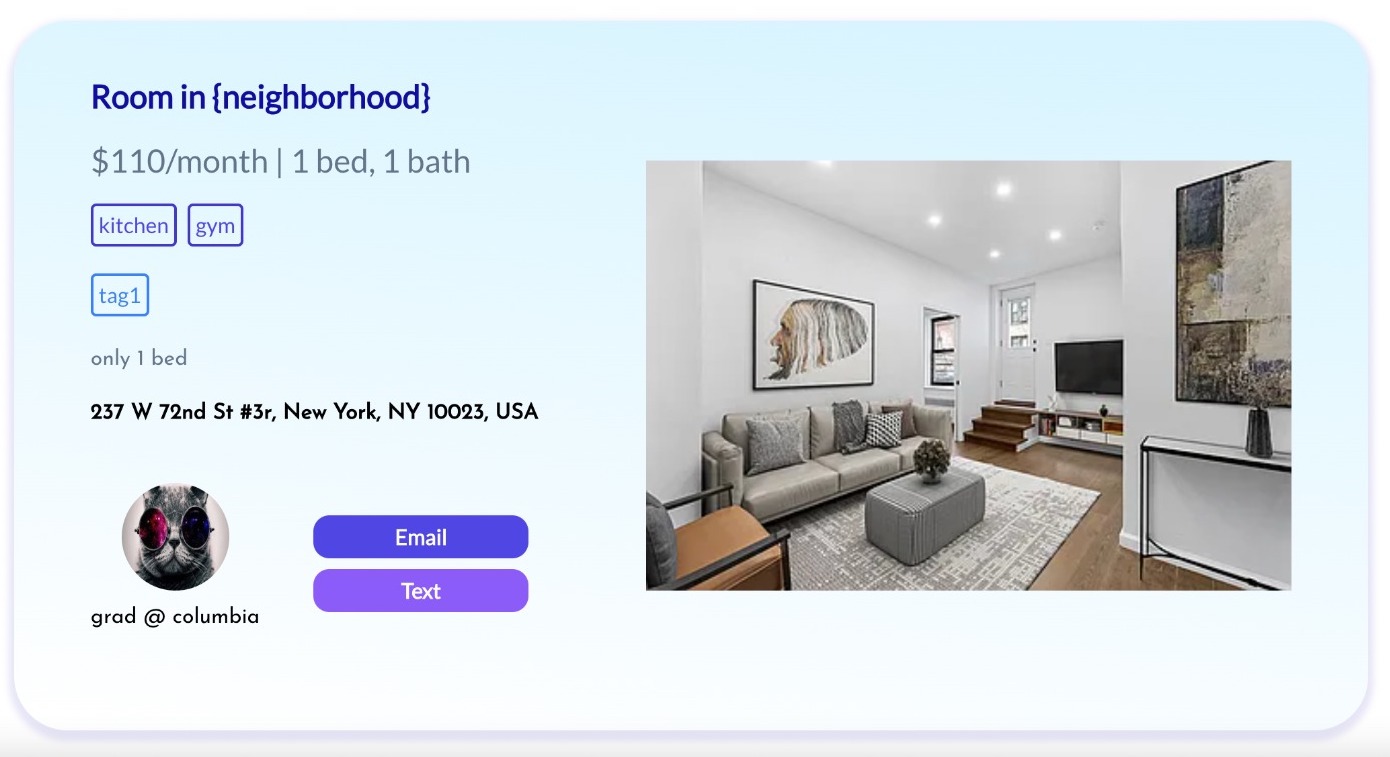 Room in {neighborhood}
$110/month | 1 bed, 1 bath
kitchen gym
tag1
only 1 bed
237 W 72nd St #3r, New York, NY 10023, USA
Email
Text
grad @ columbia